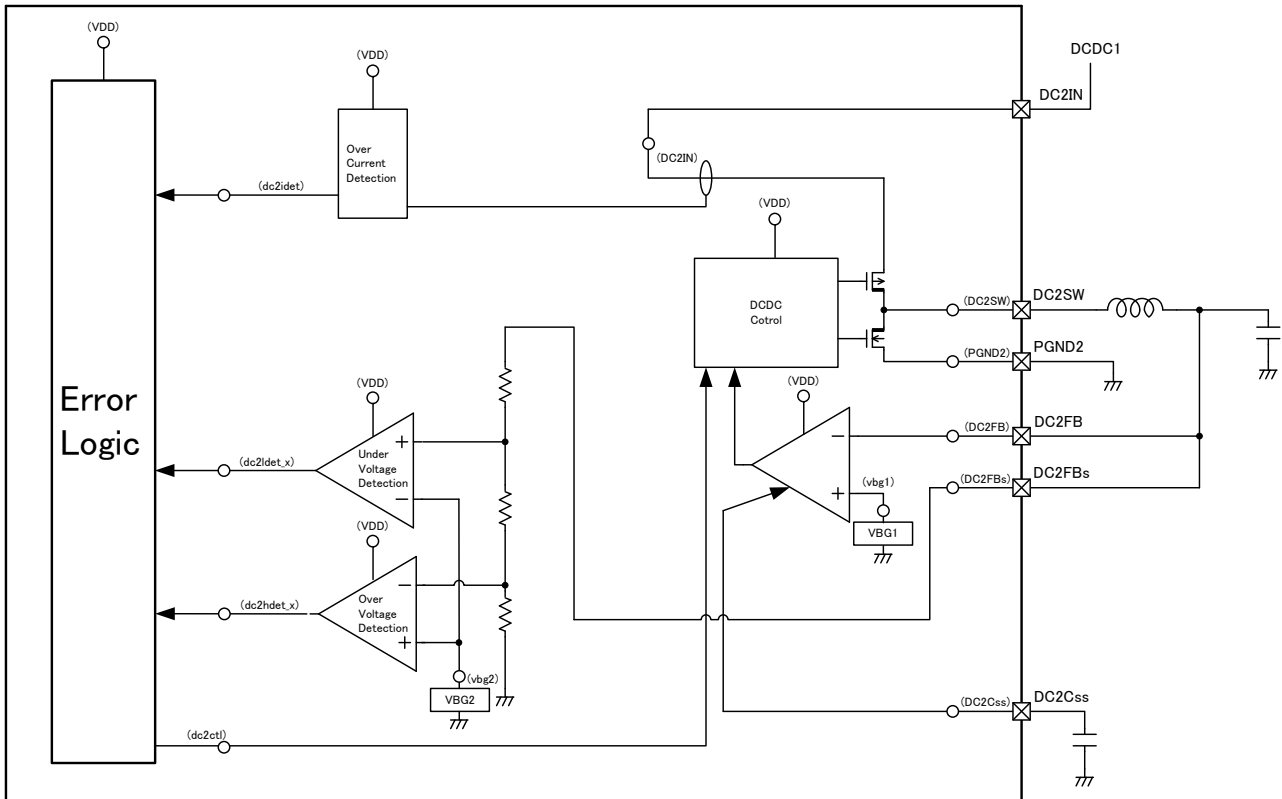 (VDD)
(VDD)
DCDC1
DC2IN
Over
Current
Detection
(DC2IN)
(dc2idet)
(VDD)
DCDC
Cotrol
(DC2SW)
DC2SW
(PGND2)
PGND2
Error
Logic
(VDD)
(VDD)
+
Under
Voltage
Detection
−
(dc2ldet_x)
−
(DC2FB)
DC2FB
+
(vbg1)
VBG1
(DC2FBs)
DC2FBs
(VDD)
−
Over
Voltage
Detection
+
(dc2hdet_x)
(vbg2)
VBG2
(DC2Css)
DC2Css
(dc2ctl)